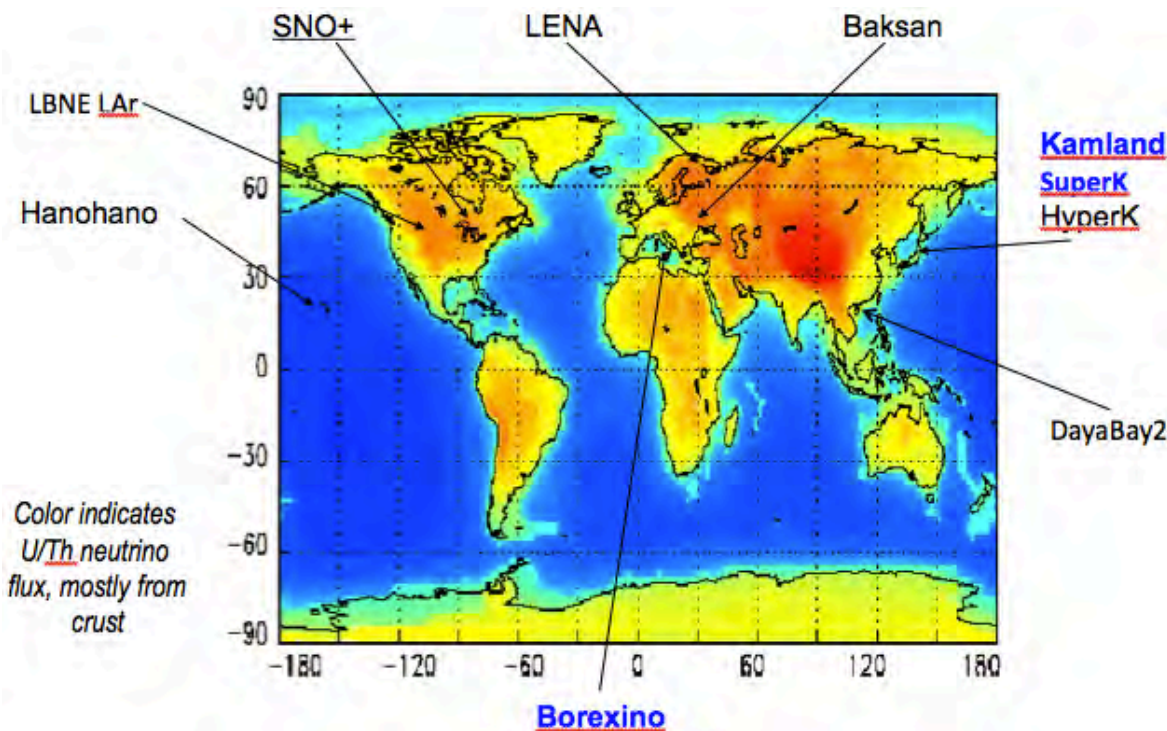 SNO+
LENA
Baksan
LBNE LAr
Hanohano
Kamland
SuperK
HyperK
DayaBay2
Color indicates
U/Th neutrino
flux, mostly from
crust
90
60
30
0
−30
−60
−90
−180
−120
−60
0
60
120
180
Borexino